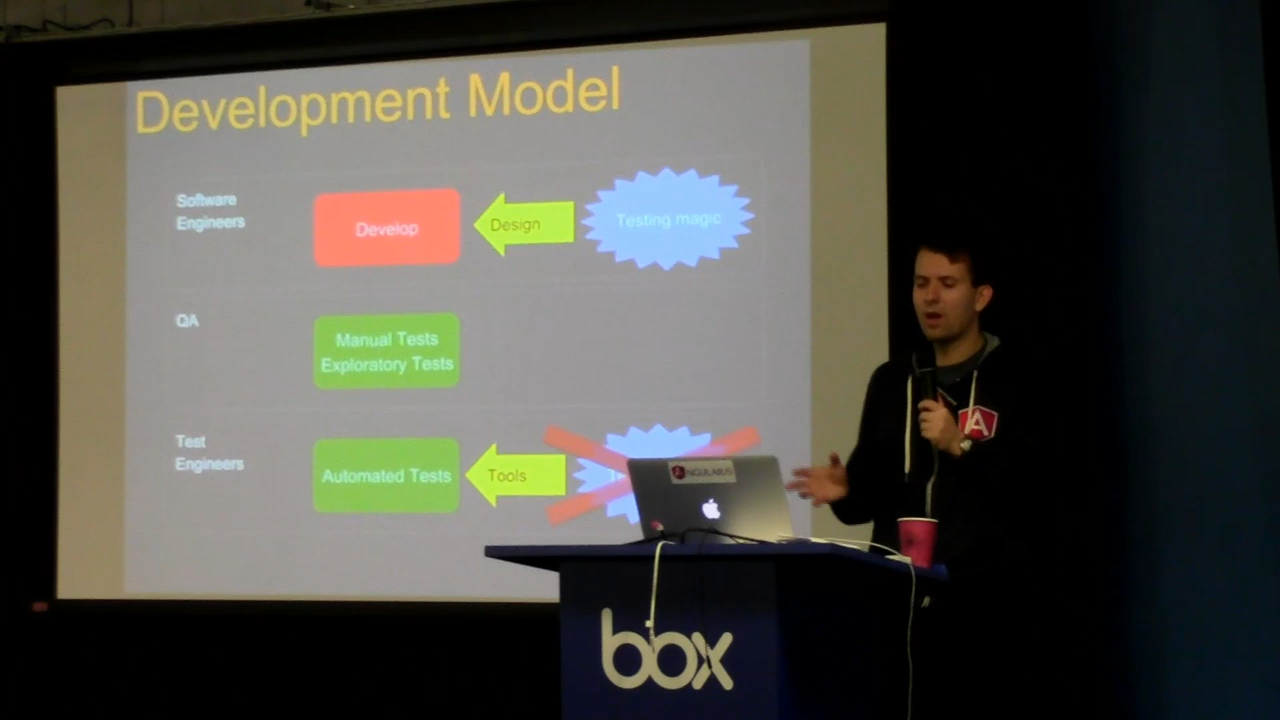 Development Model
Software
Engineers
Develop
Design
Testing magic
QA
Manual Tests
Exploratory Tests
Test
Engineers
Automated Tests
Tools
ANGULARJS
A
box